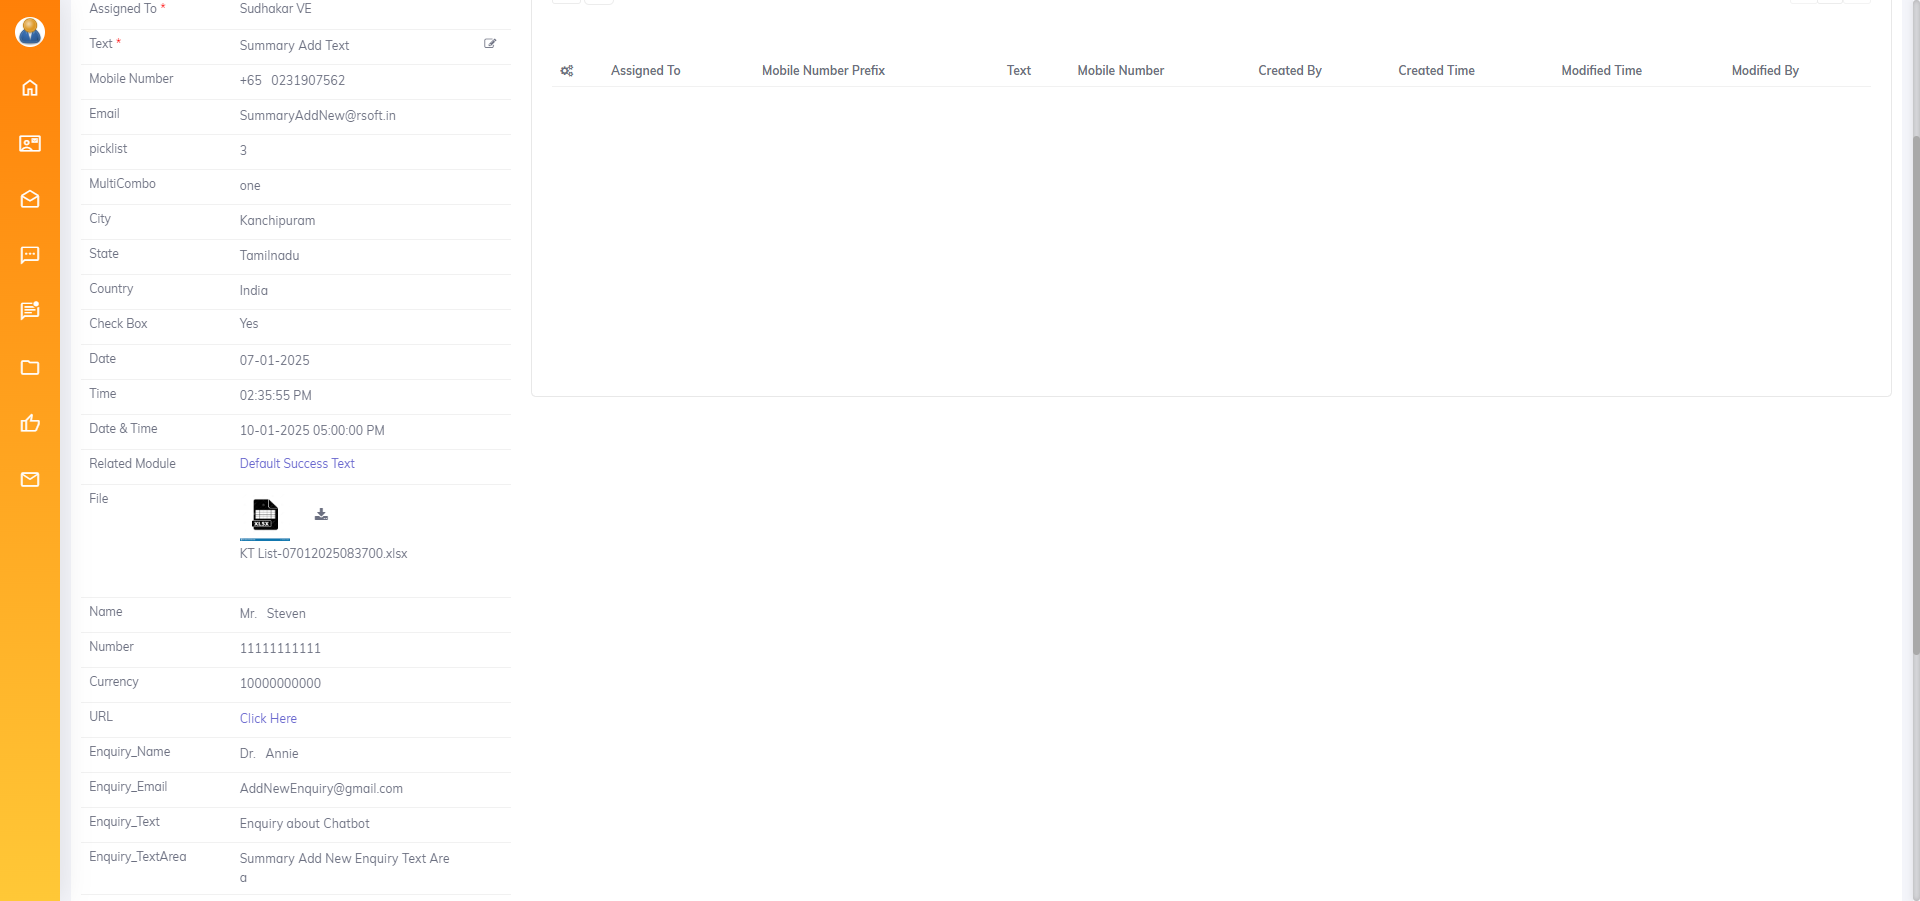 Assigned To *
Sudhakar VE
Text *
Summary Add Text
Mobile Number
+65 0231907562
Email
SummaryAddNew@rsoft.in
picklist
3
MultiCombo
one
City
Kanchipuram
State
Tamilnadu
Country
India
Check Box
Yes
Date
07-01-2025
Time
02:35:55 PM
Date & Time
10-01-2025 05:00:00 PM
Related Module
Default Success Text
File
XLSX
KT List-07012025083700.xlsx
Name
Mr. Steven
Number
11111111111
Currency
10000000000
URL
Click Here
Enquiry_Name
Dr. Annie
Enquiry_Email
AddNewEnquiry@gmail.com
Enquiry_Text
Enquiry about Chatbot
Enquiry_TextArea
Summary Add New Enquiry Text Are
a
Assigned To
Mobile Number Prefix
Text
Mobile Number
Created By
Created Time
Modified Time
Modified By